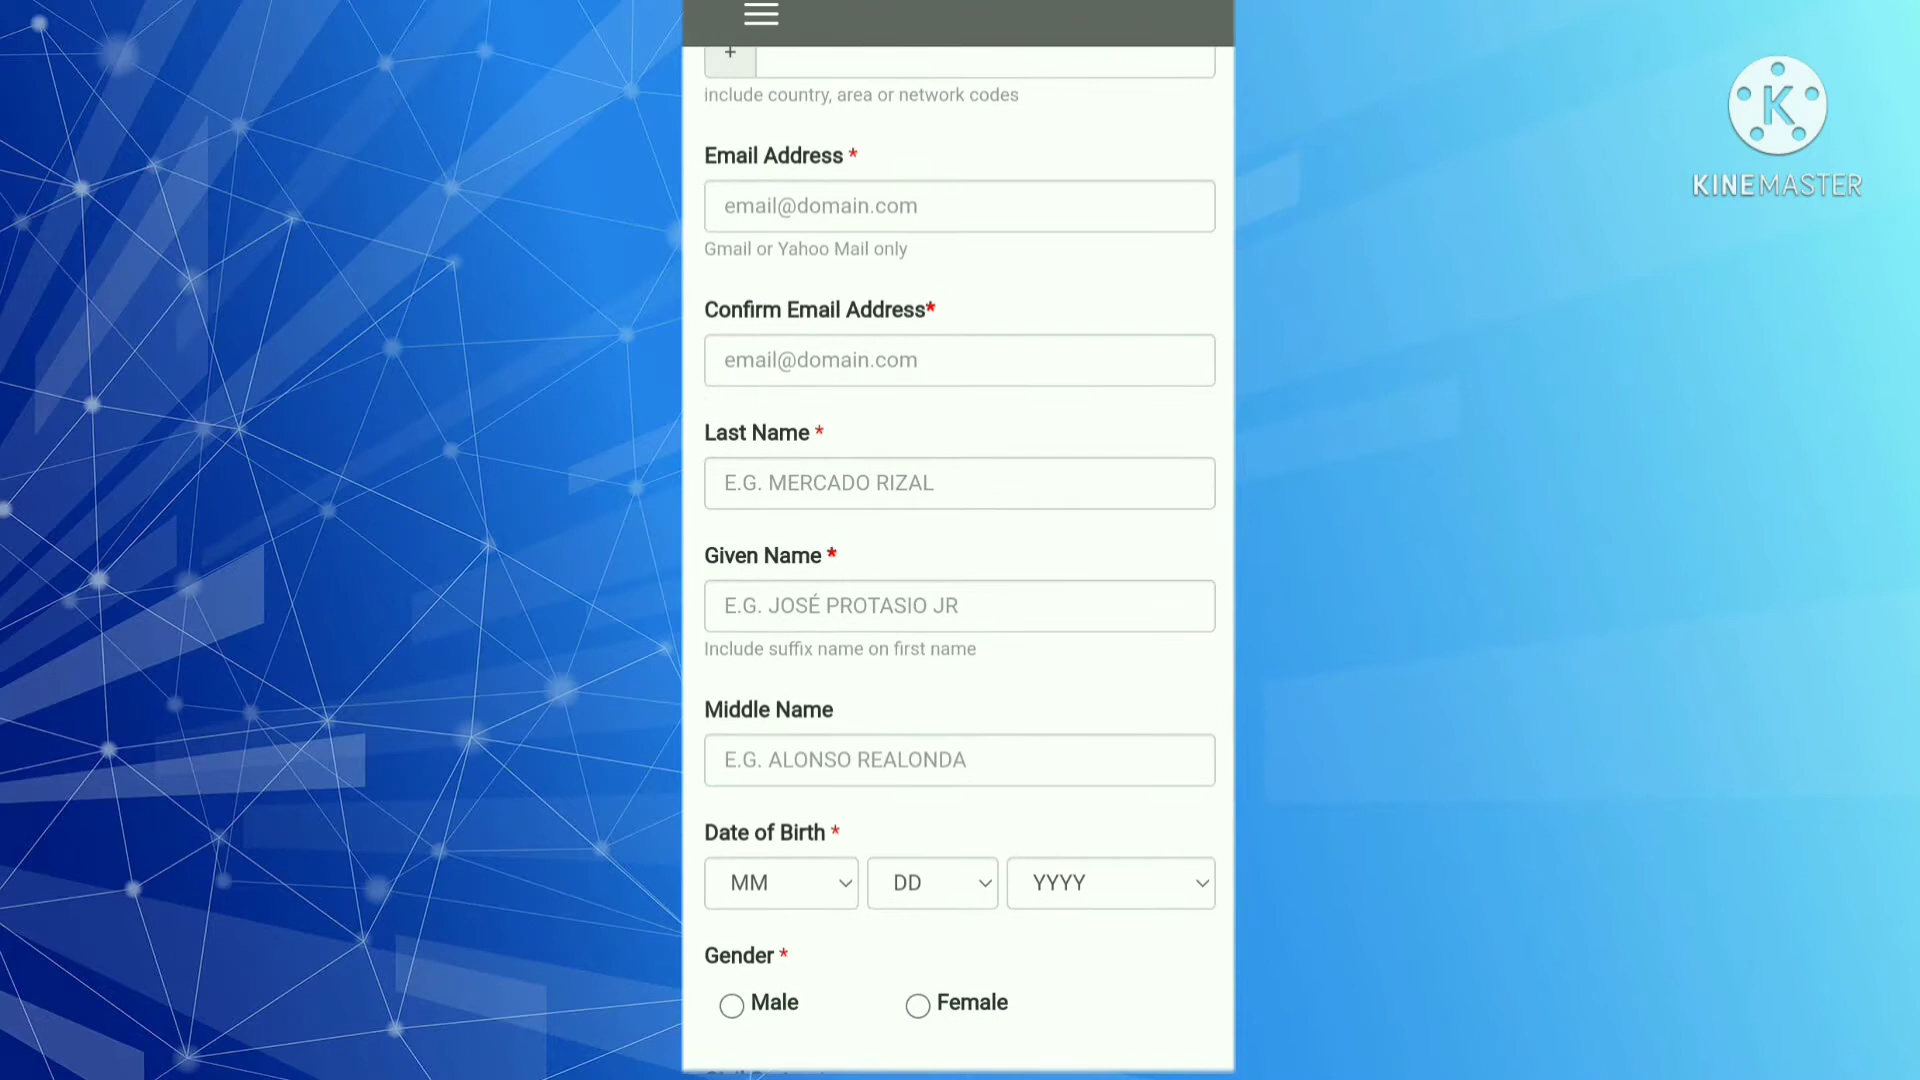 +
include country, area or network codes
Email Address *
email@domain.com
Gmail or Yahoo Mail only
Confirm Email Address*
email@domain.com
Last Name *
E.G. MERCADO RIZAL
Given Name *
E.G. JOSÉ PROTASIO JR
Include suffix name on first name
Middle Name
E.G. ALONSO REALONDA
Date of Birth *
MM DD YYYY
Gender *
Male Female
K
KINEMASTER